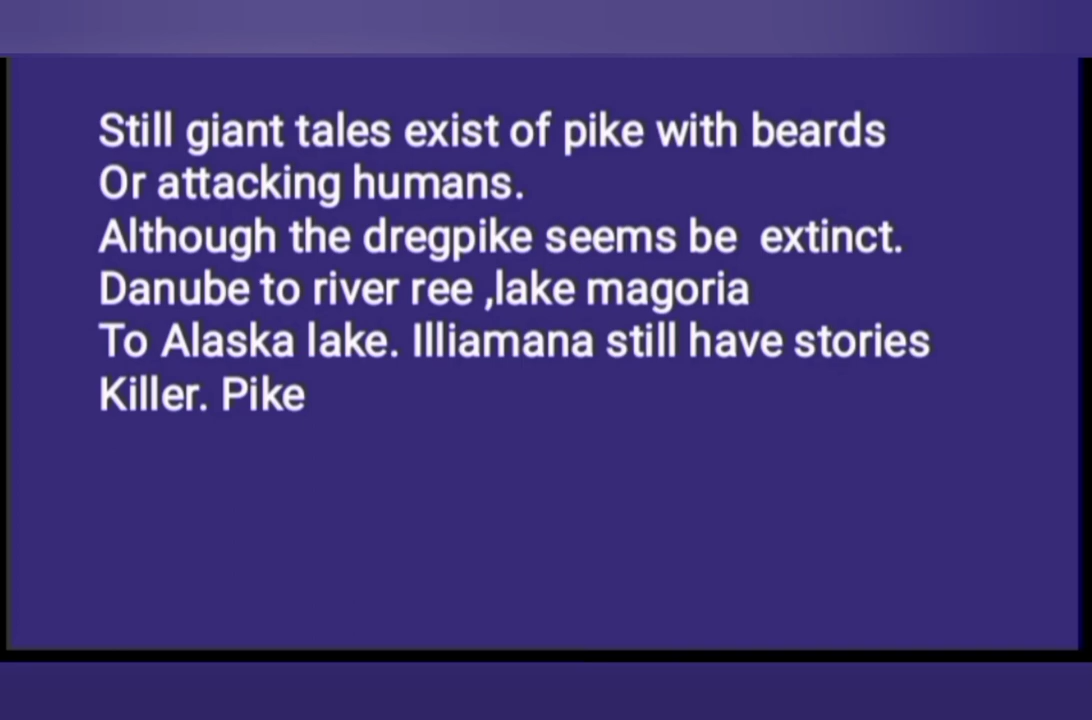 Still giant tales exist of pike with beards
Or attacking humans.
Although the dregpike seems be  extinct.
Danube to river ree ,lake magoria
To Alaska lake. Illiamana still have stories
Killer. Pike